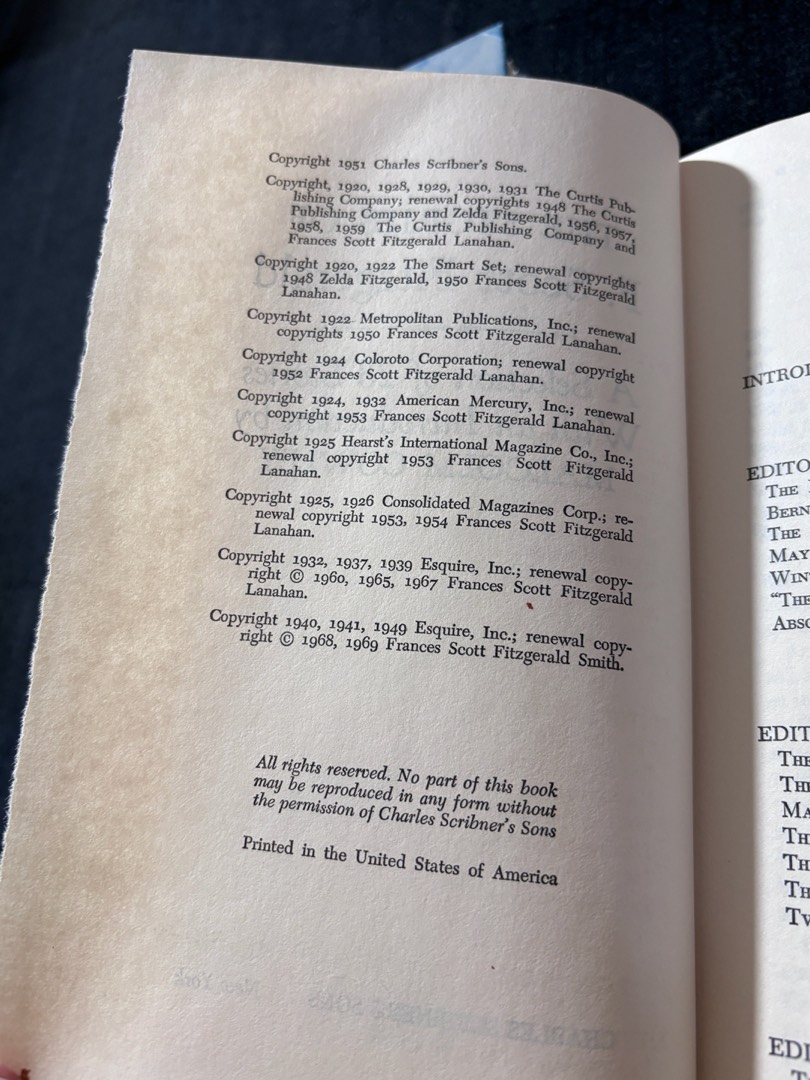 Copyright 1951 Charles Scribner's Sons.
Copyright, 1920, 1928, 1929, 1930, 1931 The Curtis Pub-
lishing Company; renewal copyrights 1948 The Curtis
Publishing Company and Zelda Fitzgerald, 1956, 1957,
1958, 1959 The Curtis Publishing Company and
Frances Scott Fitzgerald Lanahan.
Copyright 1920, 1922 The Smart Set; renewal copyrights
1948 Zelda Fitzgerald, 1950 Frances Scott Fitzgerald
Lanahan.
Copyright 1922 Metropolitan Publications, Inc.; renewal
copyrights 1950 Frances Scott Fitzgerald Lanahan.
Copyright 1924 Coloroto Corporation; renewal copyright
1952 Frances Scott Fitzgerald Lanahan.
Copyright 1924, 1932 American Mercury, Inc.; renewal
copyright 1953 Frances Scott Fitzgerald Lanahan.
Copyright 1925 Hearst's International Magazine Co., Inc.;
renewal copyright 1953 Frances Scott Fitzgerald
Lanahan.
Copyright 1925, 1926 Consolidated Magazines Corp.; re-
newal copyright 1953, 1954 Frances Scott Fitzgerald
Lanahan.
Copyright 1932, 1937, 1939 Esquire, Inc.; renewal copy-
right © 1960, 1965, 1967 Frances Scott Fitzgerald
Lanahan.
Copyright 1940, 1941, 1949 Esquire, Inc.; renewal copy-
right © 1968, 1969 Frances Scott Fitzgerald Smith.
All rights reserved. No part of this book
may be reproduced in any form without
the permission of Charles Scribner's Sons
Printed in the United States of America
INTROD
EDITO
THE
BERN
THE
MAY
WIN
"THE
ABSO
EDIT
THE
TH
MA
TH
TH
TH
TW
EDI